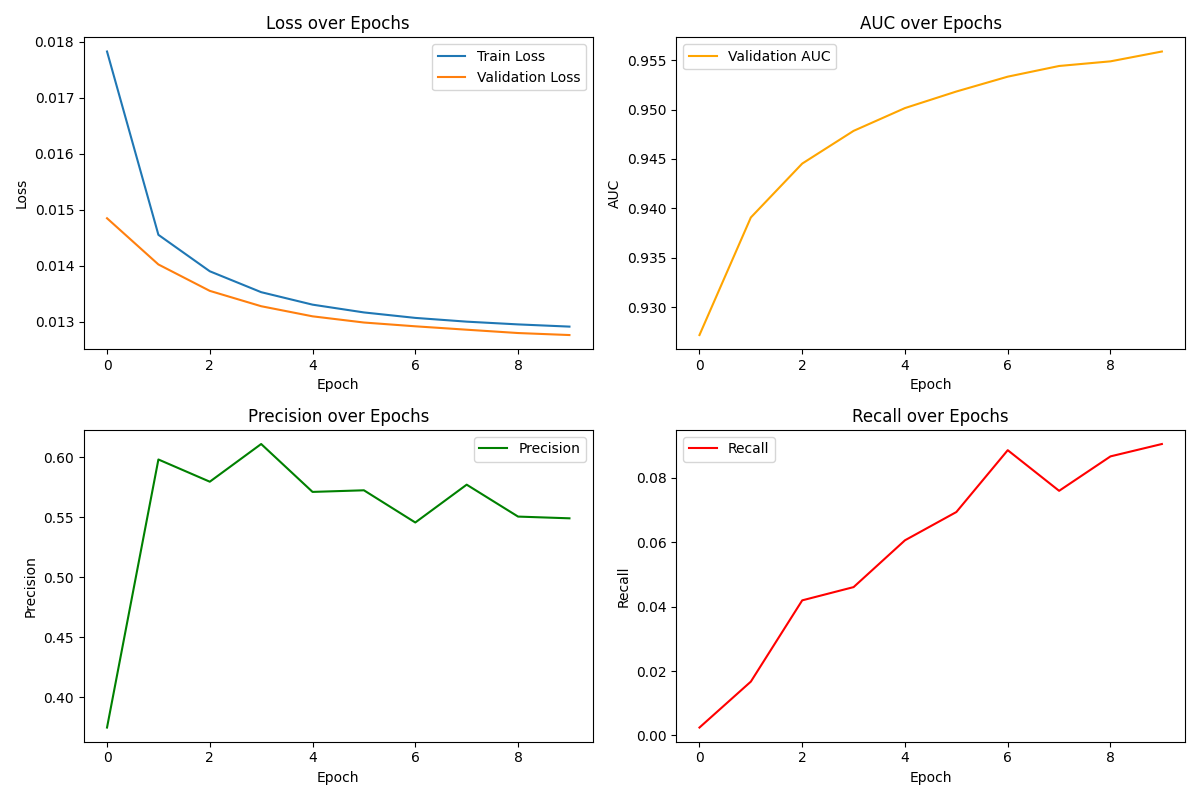 Loss over Epochs
0.018
0.017
0.016
0.015
0.014
0.013
Loss
Train Loss
Validation Loss
0
2
4
6
8
Epoch
AUC over Epochs
0.955
0.950
0.945
0.940
0.935
0.930
AUC
Validation AUC
0
2
4
6
8
Epoch
Precision over Epochs
0.60
0.55
0.50
0.45
0.40
Precision
Precision
0
2
4
6
8
Epoch
Recall over Epochs
0.08
0.06
0.04
0.02
0.00
Recall
Recall
0
2
4
6
8
Epoch